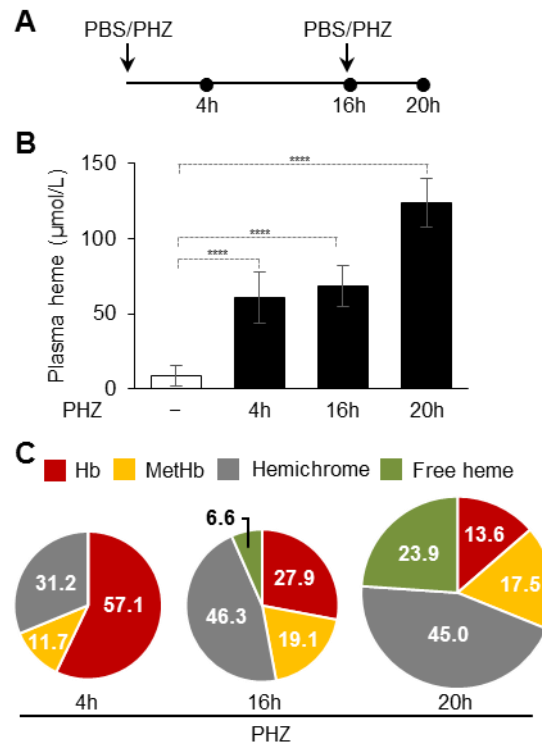 A
PBS/PHZ PBS/PHZ
4h 16h 20h
B
Plasma heme (µmol/L)
150
100
50
0
****
****
****
PHZ – 4h 16h 20h
C
Hb MetHb Hemichrome Free heme
57.1 11.7 31.2
6.6 27.9 19.1 46.3
23.9 13.6 17.5 45.0
4h 16h 20h
PHZ